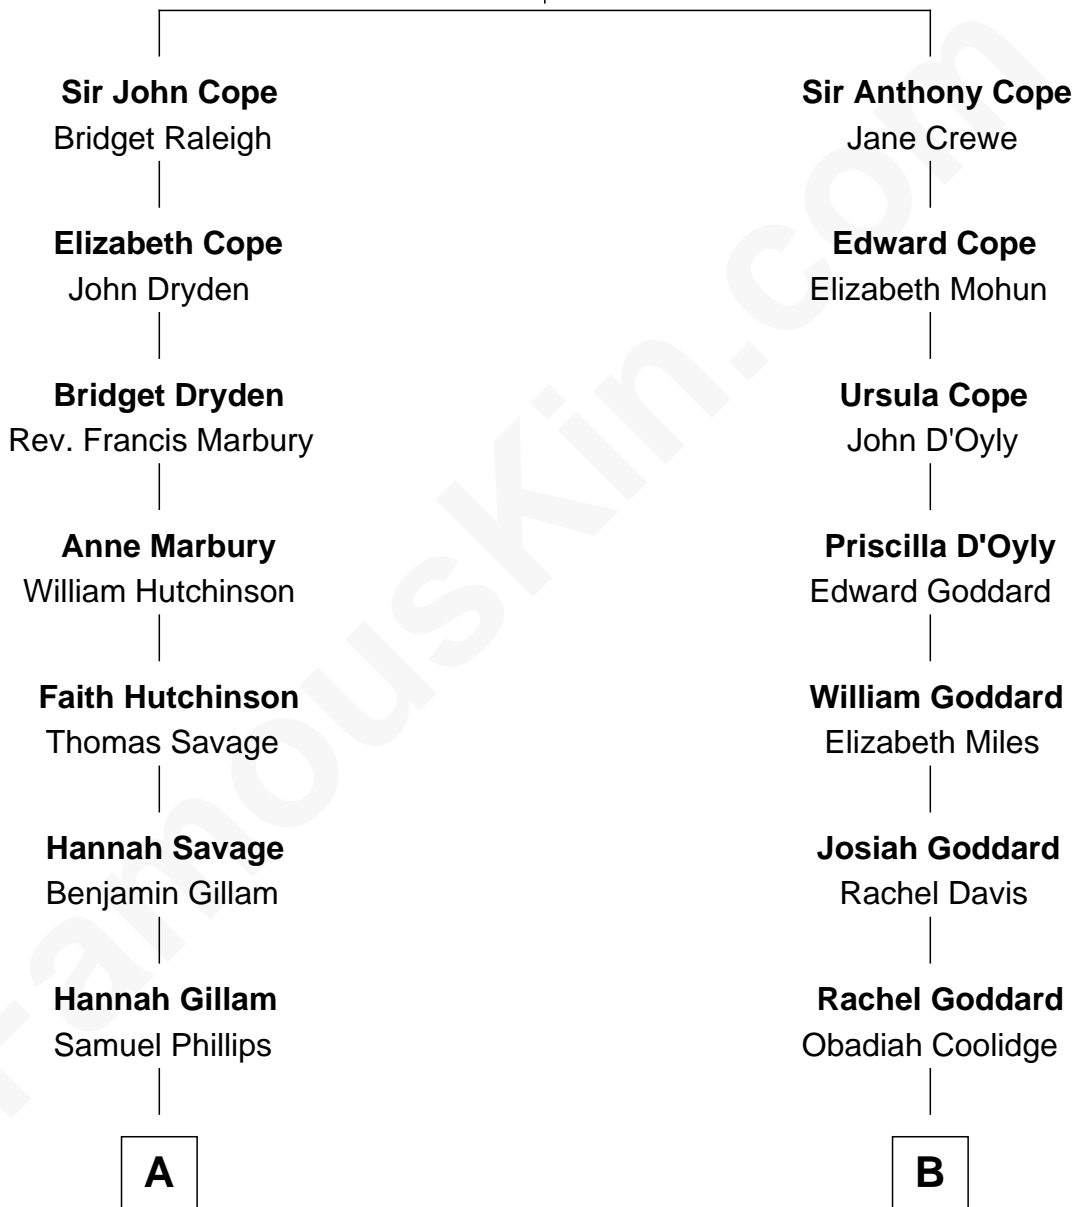 Sir John Cope
Bridget Raleigh
Elizabeth Cope
John Dryden
Bridget Dryden
Rev. Francis Marbury
Anne Marbury
William Hutchinson
Faith Hutchinson
Thomas Savage
Hannah Savage
Benjamin Gillam
Hannah Gillam
Samuel Phillips
A
Sir Anthony Cope
Jane Crewe
Edward Cope
Elizabeth Mohun
Ursula Cope
John D'Oyly
Priscilla D'Oyly
Edward Goddard
William Goddard
Elizabeth Miles
Josiah Goddard
Rachel Davis
Rachel Goddard
Obadiah Coolidge
B
FamousKin.com